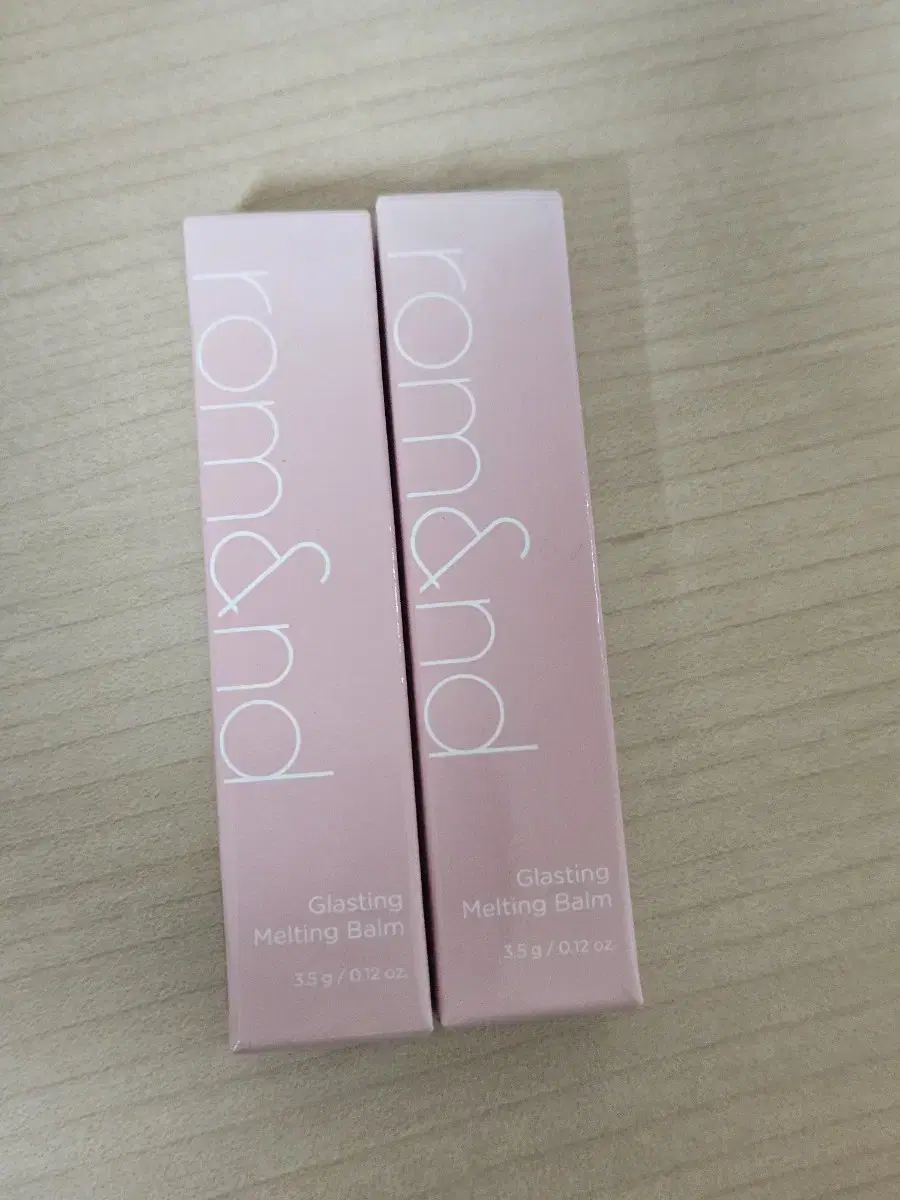 rom&nd
Glasting
Melting Balm
3.5 g / 0.12 oz.
rom&nd
Glasting
Melting Balm
3.5 g / 0.12 oz.